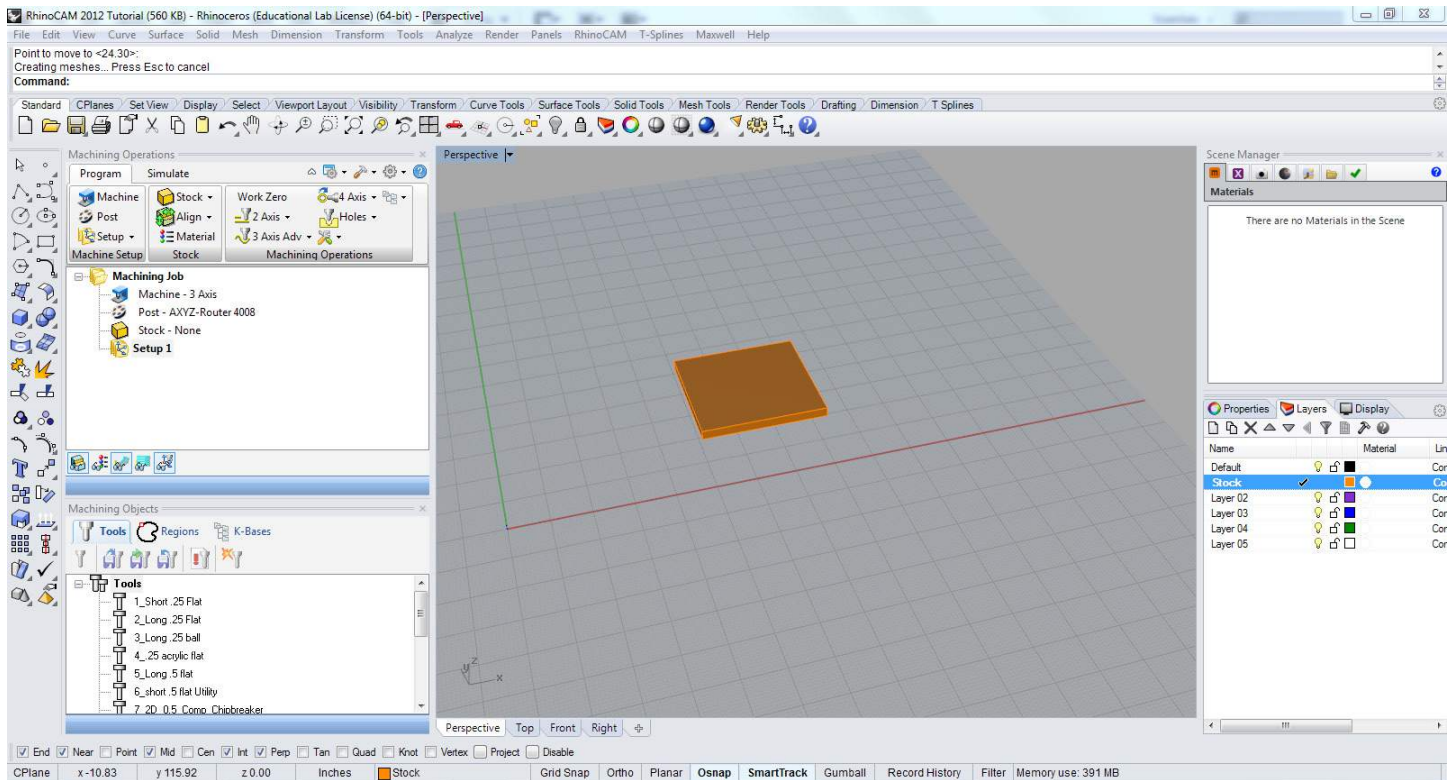 RhinoCAM 2012 Tutorial (560 KB) - Rhinoceros (Educational Lab License) (64-bit) - [Perspective]
File Edit View Curve Surface Solid Mesh Dimension Transform Tools Analyze Render Panels RhinoCAM T-Splines Maxwell Help
Point to move to <24.30>:
Creating meshes... Press Esc to cancel
Command:
Standard CPlanes Set View Display Select Viewport Layout Visibility Transform Curve Tools Surface Tools Solid Tools Mesh Tools Render Tools Drafting Dimension T Splines
Machining Operations
Program Simulate
Machine Stock Work Zero 4 Axis
Post Align 2 Axis Holes
Setup Material 3 Axis Adv
Machine Setup Stock Machining Operations
Machining Job
Machine - 3 Axis
Post - AXYZ-Router 4008
Stock - None
Setup 1
Machining Objects
Tools Regions K-Bases
Tools
1_Short .25 Flat
2_Long .25 Flat
3_Long .25 ball
4_.25 acrylic flat
5_Long .5 flat
6_short .5 flat Utility
7_2D_0.5_Comp_Chipbreaker
Perspective
z
y
x
Perspective Top Front Right
Scene Manager
Materials
There are no Materials in the Scene
Properties Layers Display
Name Material Lin
Default Cor
Stock Co
Layer 02 Cor
Layer 03 Cor
Layer 04 Cor
Layer 05 Cor
End Near Point Mid Cen Int Perp Tan Quad Knot Vertex Project Disable
CPlane x -10.83 y 115.92 z 0.00 Inches Stock Grid Snap Ortho Planar Osnap SmartTrack Gumball Record History Filter Memory use: 391 MB